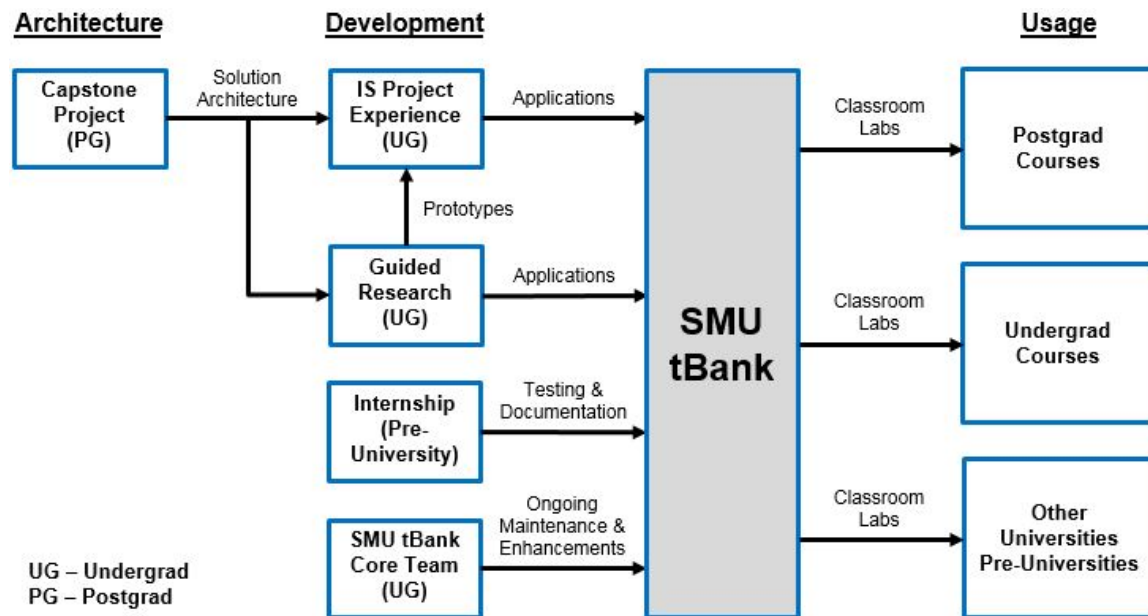 Architecture
Development
Usage
Capstone
Project
(PG)
Solution
Architecture
IS Project
Experience
(UG)
Applications
Prototypes
Guided
Research
(UG)
Applications
Internship
(Pre-
University)
Testing &
Documentation
SMU tBank
Core Team
(UG)
Ongoing
Maintenance &
Enhancements
SMU
tBank
Classroom
Labs
Postgrad
Courses
Classroom
Labs
Undergrad
Courses
Classroom
Labs
Other
Universities
Pre-Universities
UG – Undergrad
PG – Postgrad